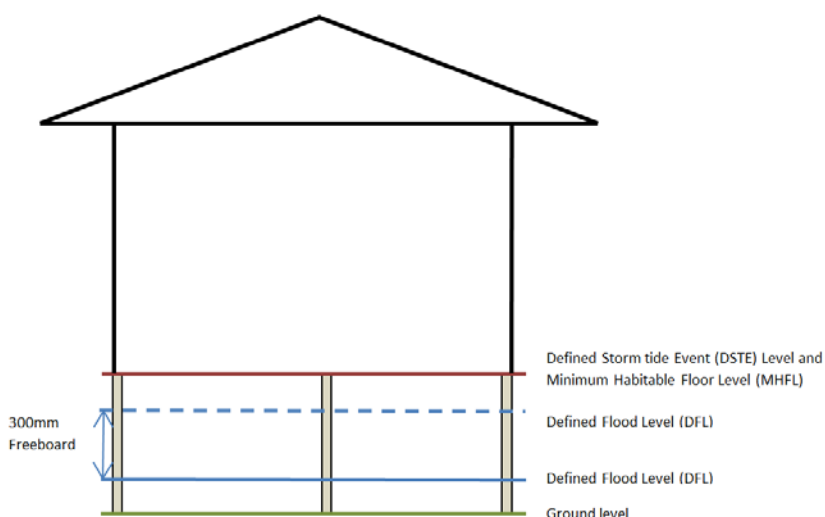 Defined Storm tide Event (DSTE) Level and
Minimum Habitable Floor Level (MHFL)
300mm
Freeboard
Defined Flood Level (DFL)
Defined Flood Level (DFL)
Ground level